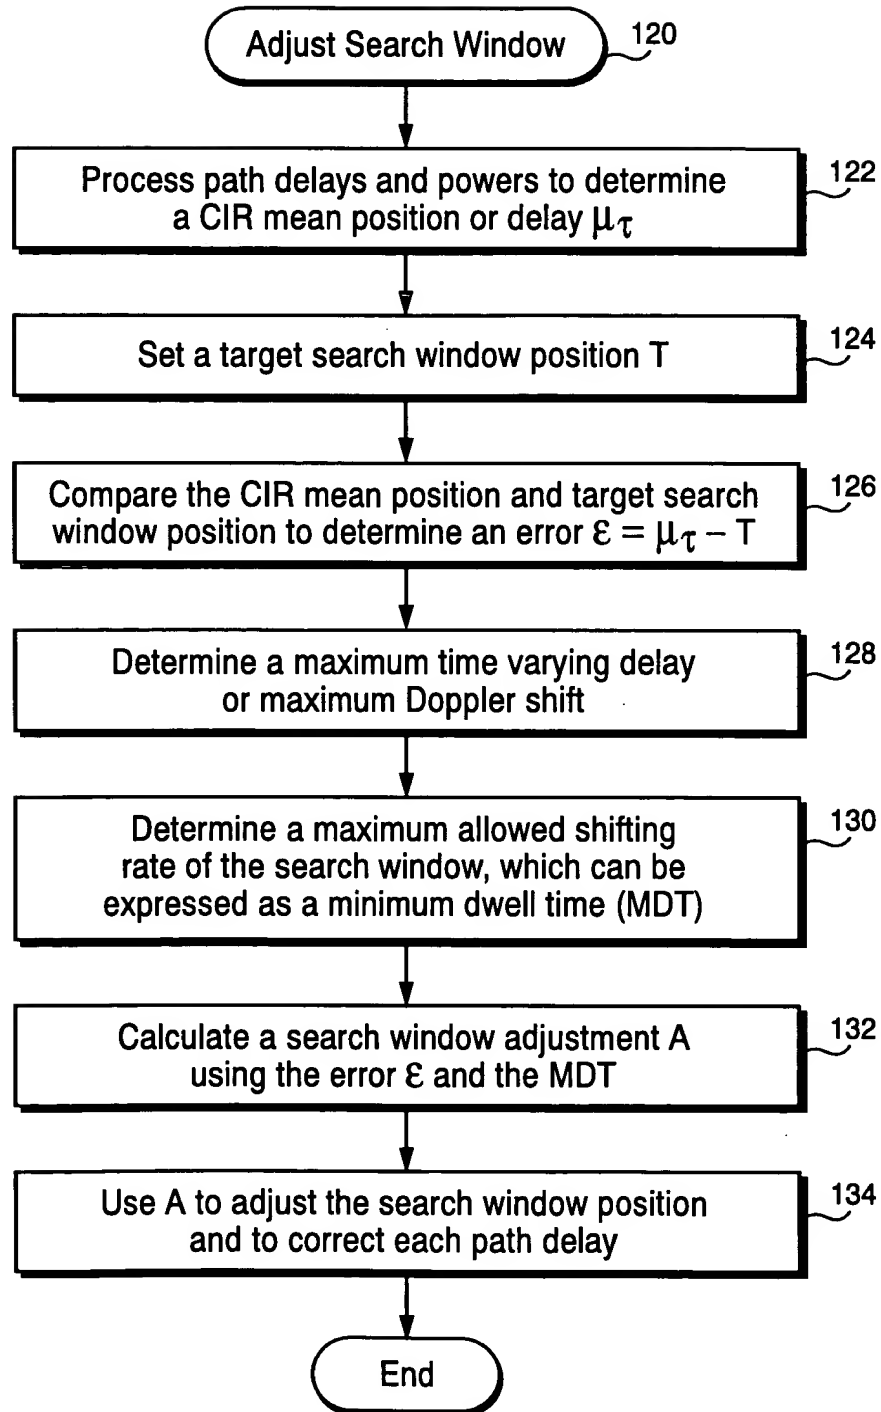 Adjust Search Window
120
Process path delays and powers to determine
a CIR mean position or delay μτ
122
Set a target search window position T
124
Compare the CIR mean position and target search
window position to determine an error ε = μτ – T
126
Determine a maximum time varying delay
or maximum Doppler shift
128
Determine a maximum allowed shifting
rate of the search window, which can be
expressed as a minimum dwell time (MDT)
130
Calculate a search window adjustment A
using the error ε and the MDT
132
Use A to adjust the search window position
and to correct each path delay
134
End